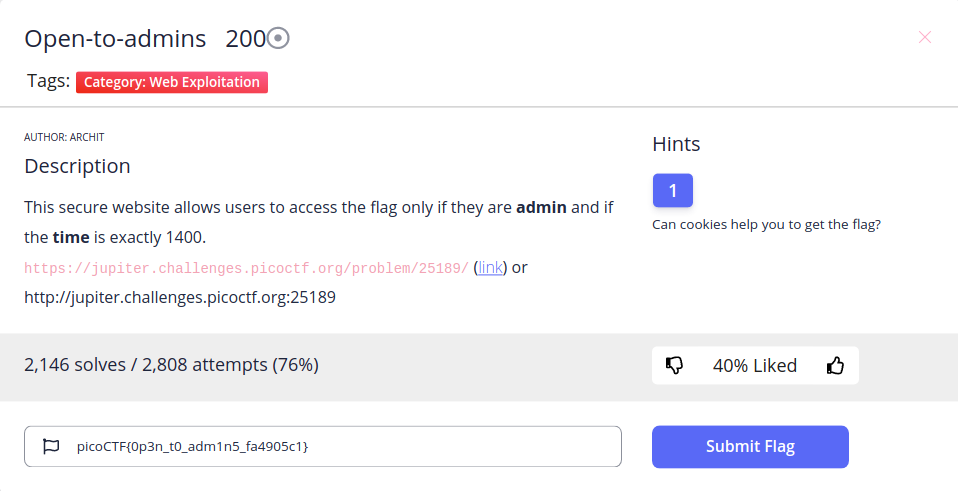 Open-to-admins 200
Tags: Category: Web Exploitation
AUTHOR: ARCHIT
Description
This secure website allows users to access the flag only if they are admin and if
the time is exactly 1400.
https://jupiter.challenges.picoctf.org/problem/25189/ (link) or
http://jupiter.challenges.picoctf.org:25189
Hints
1
Can cookies help you to get the flag?
2,146 solves / 2,808 attempts (76%)
40% Liked
picoCTF{0p3n_t0_adm1n5_fa4905c1}
Submit Flag